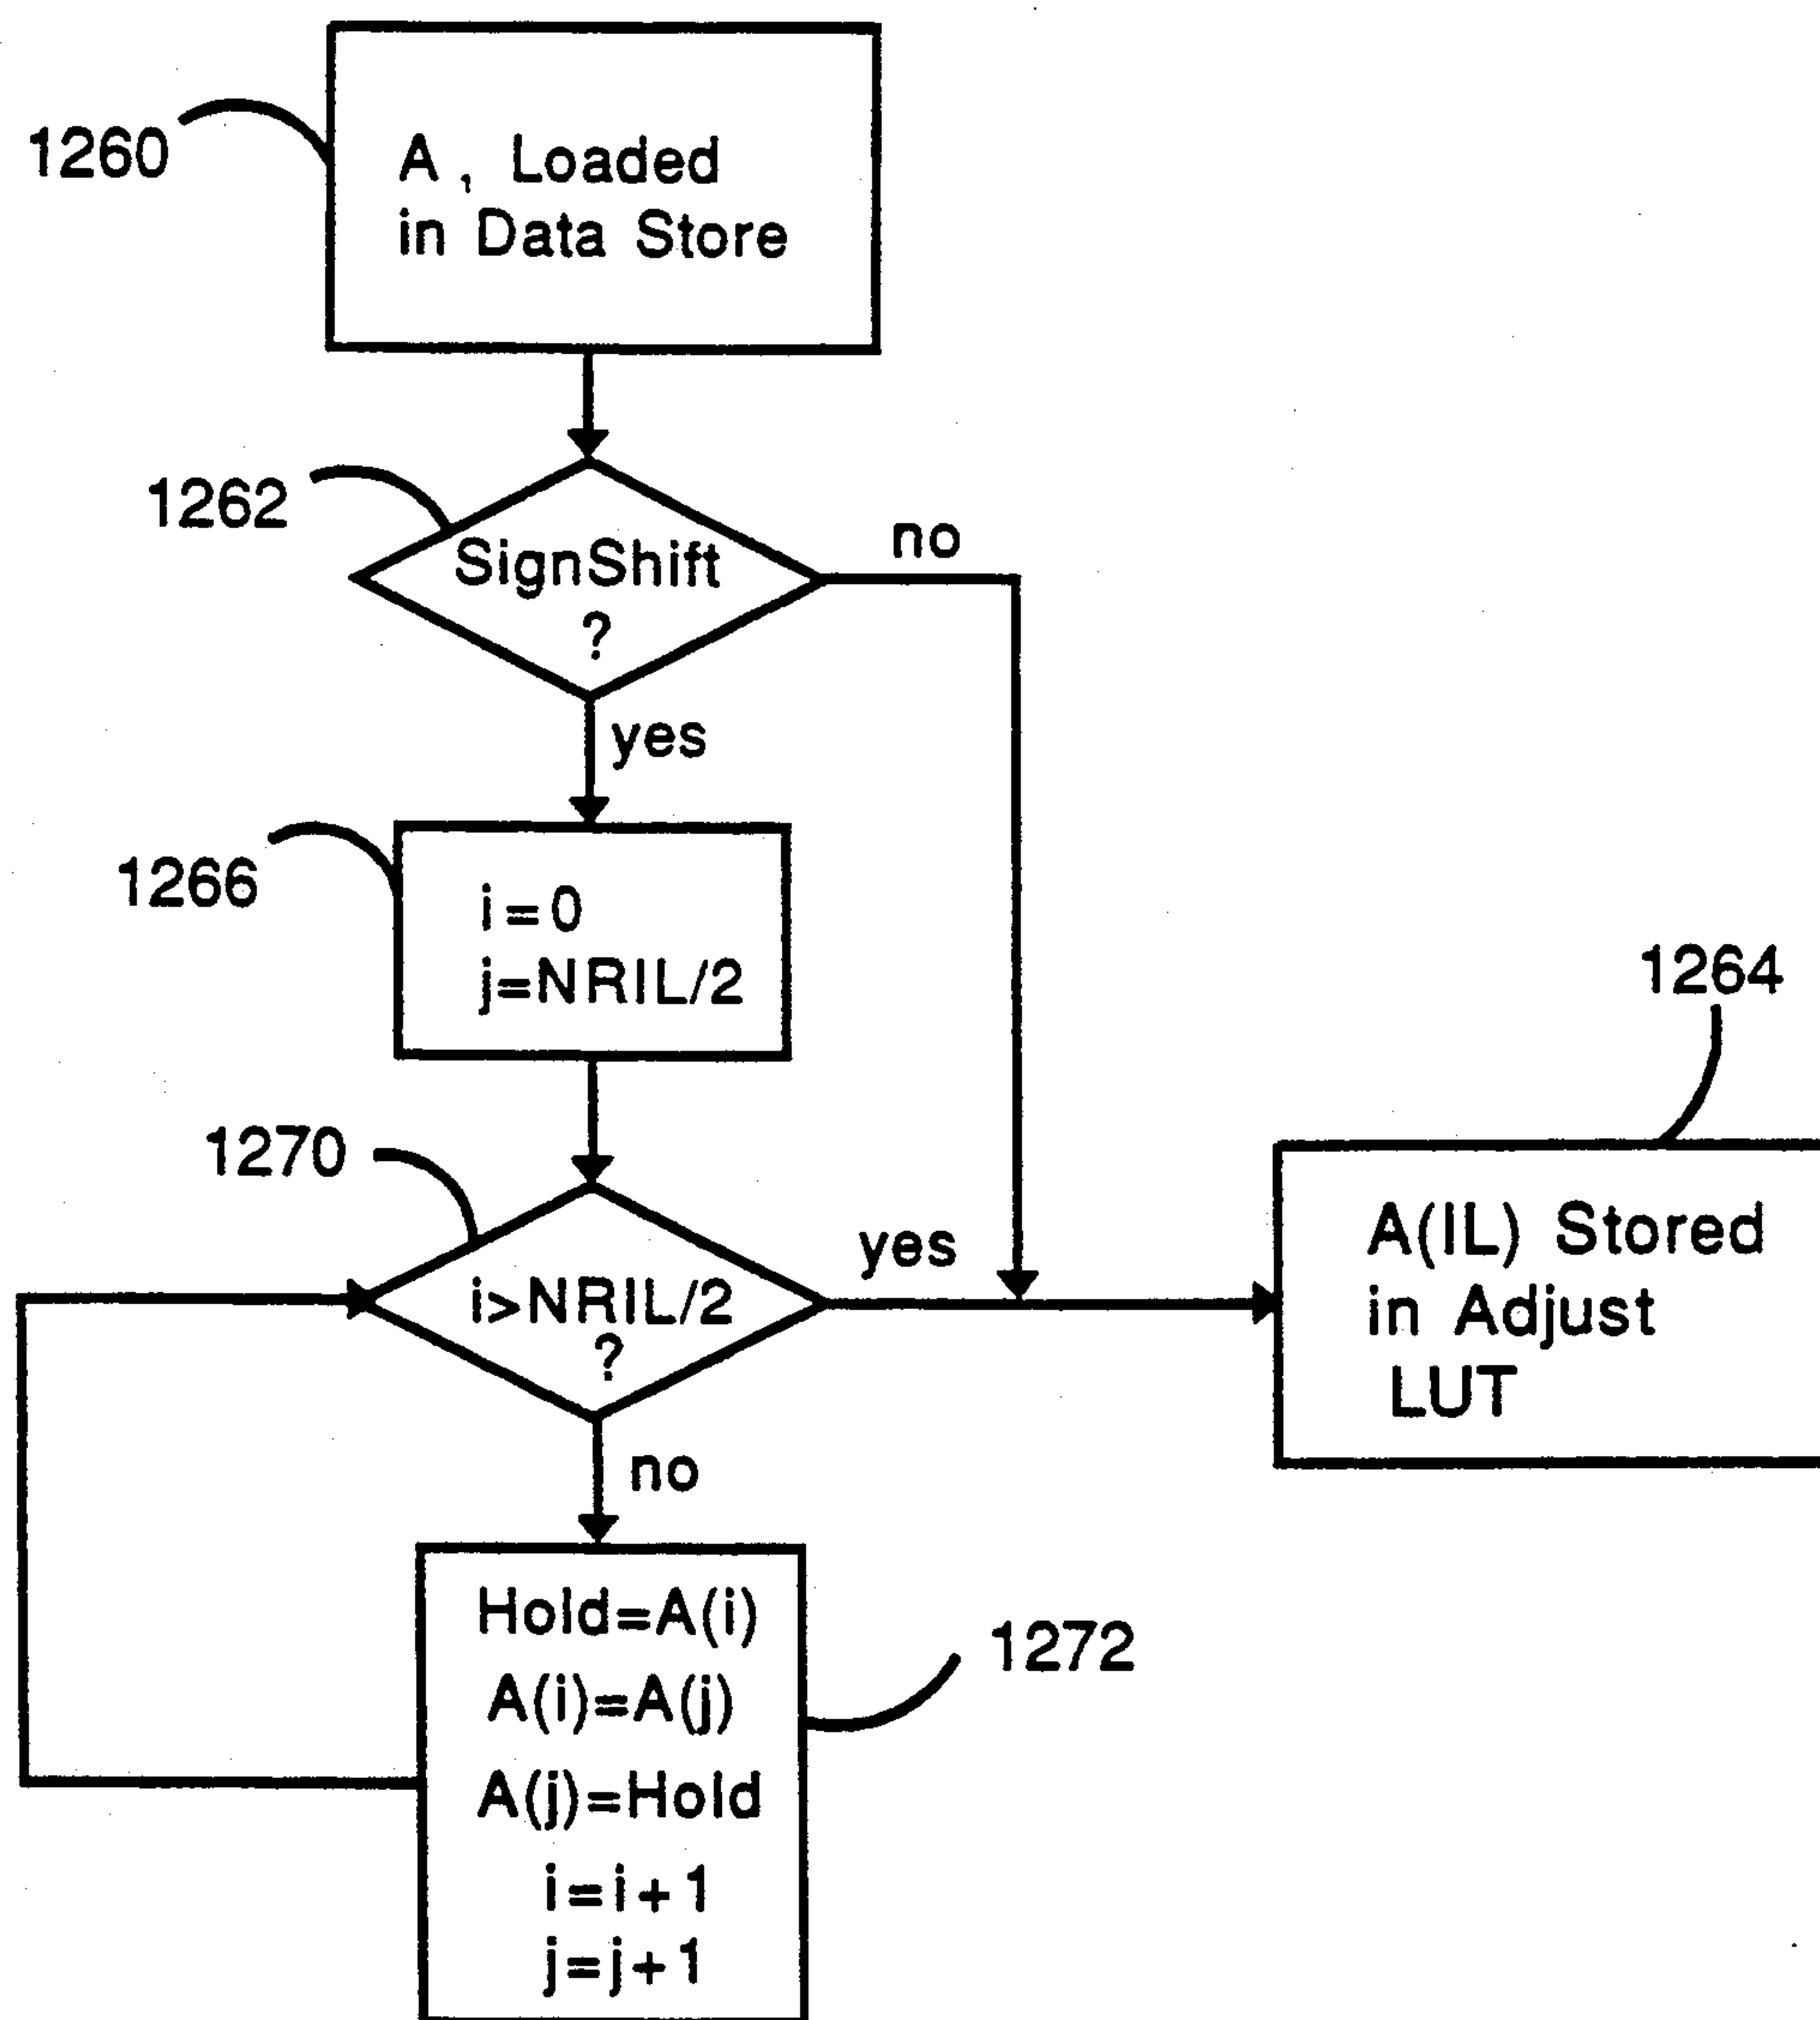 1260
A , Loaded
in Data Store
1262
SignShift
?
no
yes
1266
i=0
j=NRIL/2
1264
1270
i>NRIL/2
?
yes
A(IL) Stored
in Adjust
LUT
no
Hold=A(i)
A(i)=A(j)
A(j)=Hold
i=i+1
j=j+1
1272